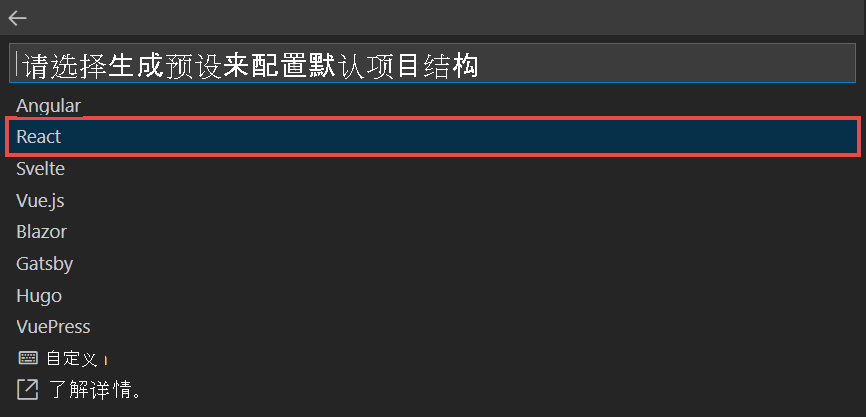 请选择生成预设来配置默认项目结构
Angular
React
Svelte
Vue.js
Blazor
Gatsby
Hugo
VuePress
自定义
了解详情。